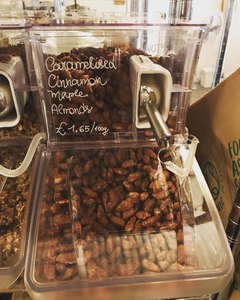 Caramelised!!
Cinnamon
Maple
Almonds
£1.65/100g